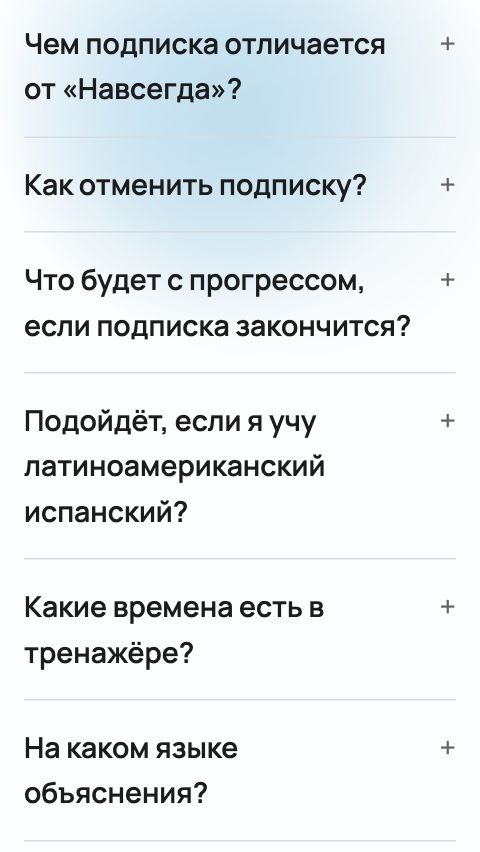 Чем подписка отличается
от «Навсегда»?
Как отменить подписку?
Что будет с прогрессом,
если подписка закончится?
Подойдёт, если я учу
латиноамериканский
испанский?
Какие времена есть в
тренажёре?
На каком языке
объяснения?